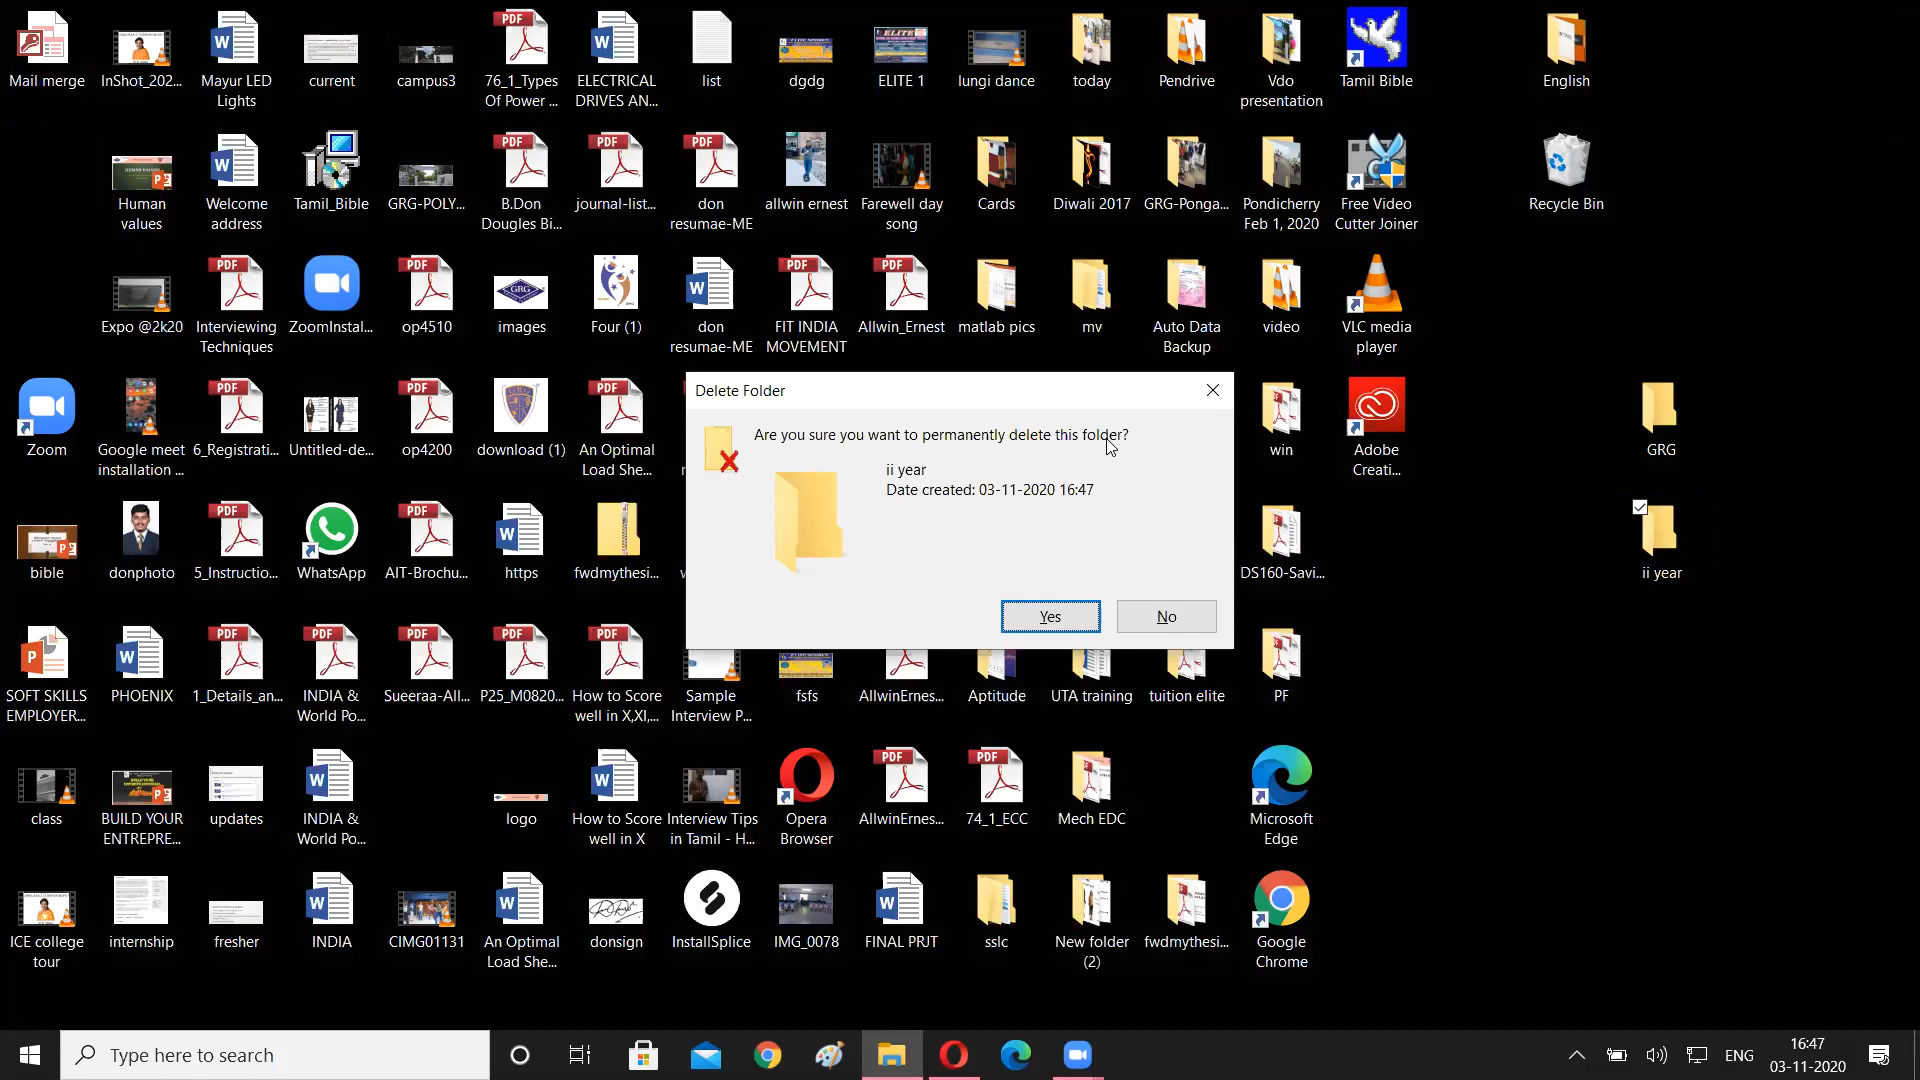 Mail merge
InShot_202...
Mayur LED
Lights
current
campus3
76_1_Types
Of Power ...
ELECTRICAL
DRIVES AN...
list
dgdg
ELITE 1
lungi dance
today
Pendrive
Vdo
presentation
Tamil Bible
English
Human
values
Welcome
address
Tamil_Bible
GRG-POLY...
B.Don
Dougles Bi...
journal-list...
don
resumae-ME
allwin ernest
Farewell day
song
Cards
Diwali 2017
GRG-Ponga...
Pondicherry
Feb 1, 2020
Free Video
Cutter Joiner
Recycle Bin
Expo @2k20
Interviewing
Techniques
ZoomInstal...
op4510
images
Four (1)
don
resumae-ME
FIT INDIA
MOVEMENT
Allwin_Ernest
matlab pics
mv
Auto Data
Backup
video
VLC media
player
Zoom
Google meet
installation ...
6_Registrati...
Untitled-de...
op4200
download (1)
An Optimal
Load She...
win
Adobe
Creati...
GRG
Delete Folder
Are you sure you want to permanently delete this folder?
ii year
Date created: 03-11-2020 16:47
Yes
No
bible
donphoto
5_Instructio...
WhatsApp
AIT-Brochu...
https
fwdmythesi...
DS160-Savi...
ii year
SOFT SKILLS
EMPLOYER...
PHOENIX
1_Details_an...
INDIA &
World Po...
Sueeraa-All...
P25_M0820...
How to Score
well in X,XI,...
Sample
Interview P...
fsfs
AllwinErnes...
Aptitude
UTA training
tuition elite
PF
class
BUILD YOUR
ENTREPRE...
updates
INDIA &
World Po...
logo
How to Score
well in X
Interview Tips
in Tamil - H...
Opera
Browser
AllwinErnes...
74_1_ECC
Mech EDC
Microsoft
Edge
ICE college
tour
internship
fresher
INDIA
CIMG01131
An Optimal
Load She...
donsign
InstallSplice
IMG_0078
FINAL PRJT
sslc
New folder
(2)
fwdmythesi...
Google
Chrome
Type here to search
ENG
16:47
03-11-2020